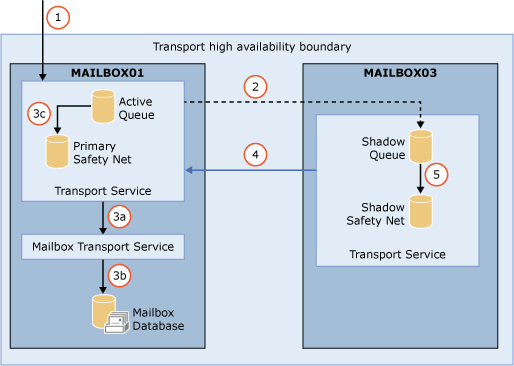 1
Transport high availability boundary
MAILBOX01
MAILBOX03
2
Active
Queue
3c
Primary
Safety Net
Shadow
Queue
4
5
Shadow
Safety Net
Transport Service
3a
Mailbox Transport Service
Transport Service
3b
Mailbox
Database